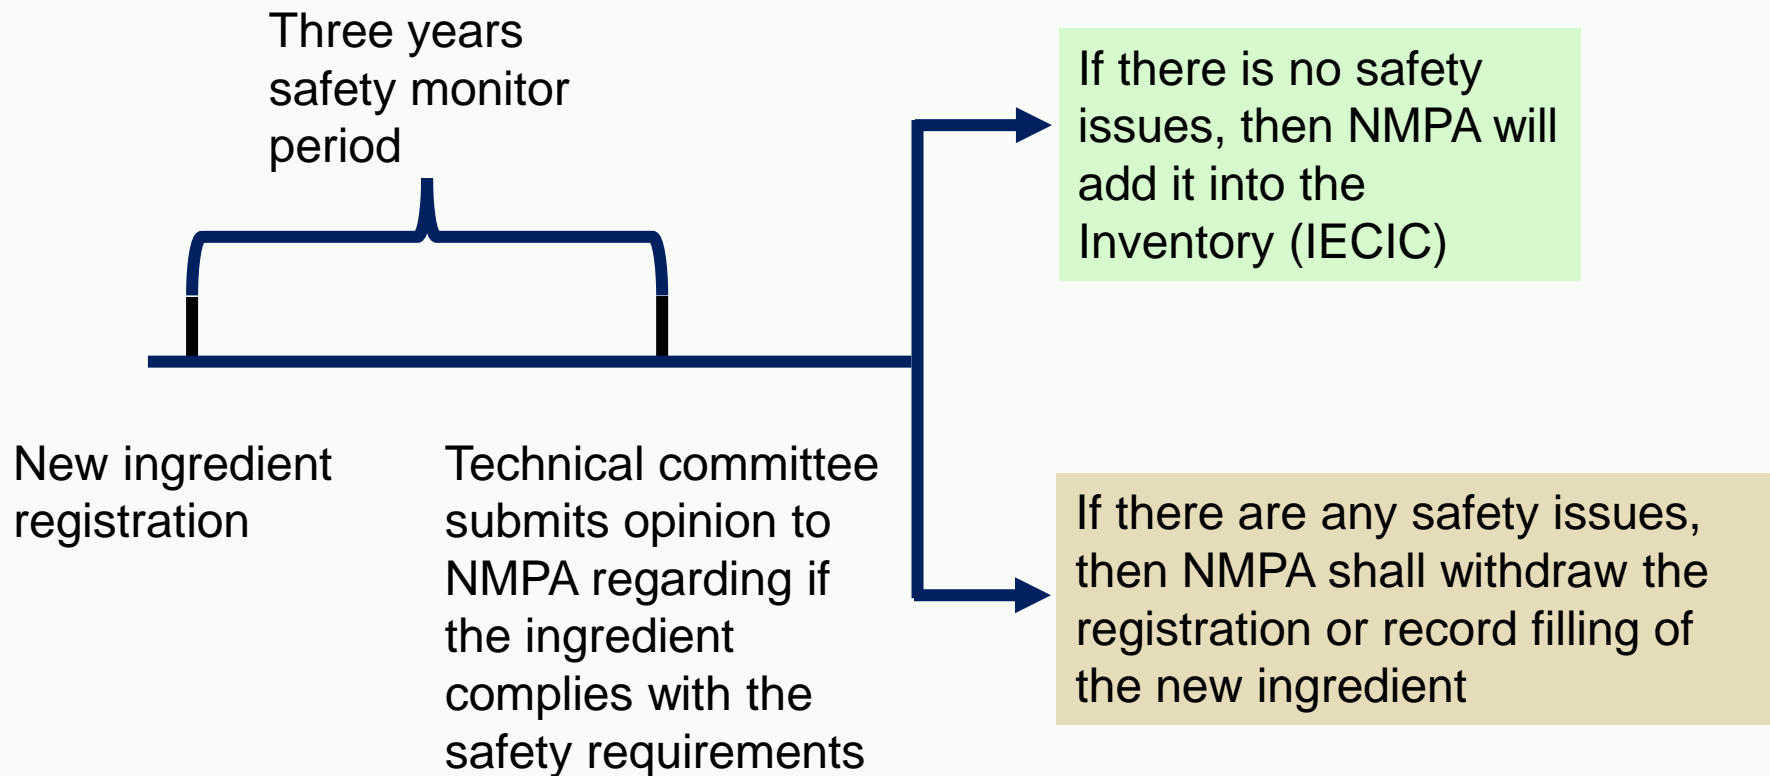 Three years
safety monitor
period
If there is no safety
issues, then NMPA will
add it into the
Inventory (IECIC)
New ingredient
registration
Technical committee
submits opinion to
NMPA regarding if
the ingredient
complies with the
safety requirements
If there are any safety issues,
then NMPA shall withdraw the
registration or record filling of
the new ingredient